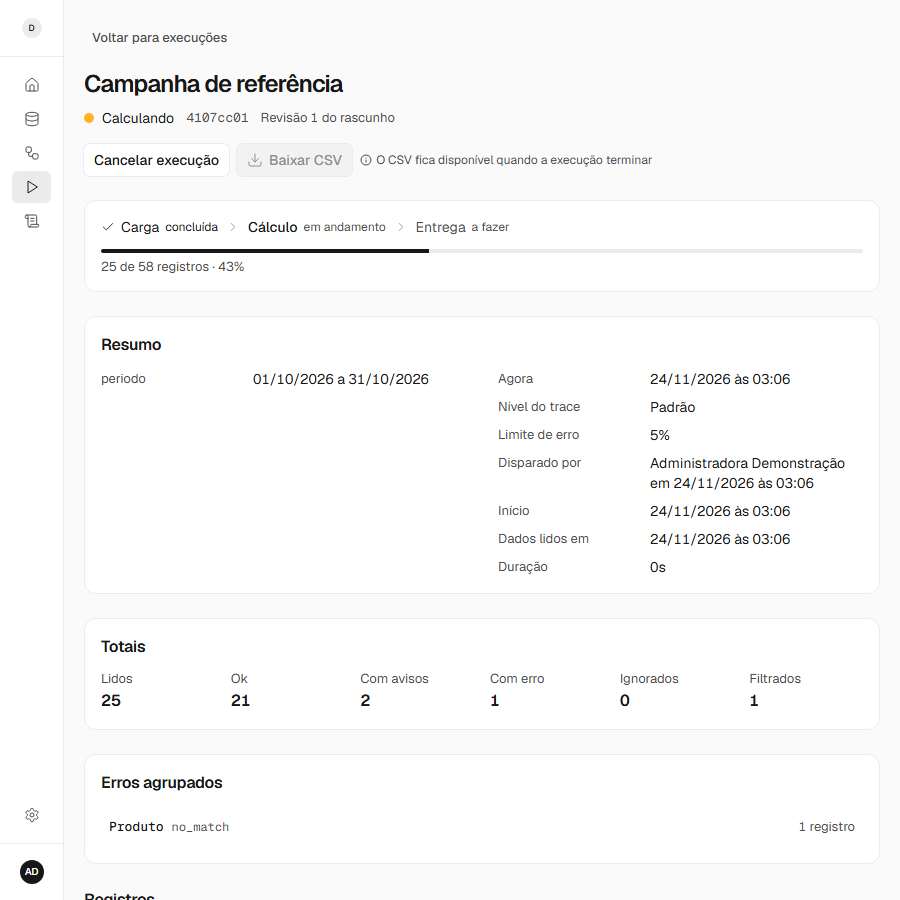 D
Voltar para execuções
Campanha de referência
Calculando 4107cc01 Revisão 1 do rascunho
Cancelar execução Baixar CSV O CSV fica disponível quando a execução terminar
Carga concluída Cálculo em andamento Entrega a fazer
25 de 58 registros · 43%
Resumo
periodo 01/10/2026 a 31/10/2026
Agora 24/11/2026 às 03:06
Nível do trace Padrão
Limite de erro 5%
Disparado por Administradora Demonstração
em 24/11/2026 às 03:06
Início 24/11/2026 às 03:06
Dados lidos em 24/11/2026 às 03:06
Duração 0s
Totais
Lidos Ok Com avisos Com erro Ignorados Filtrados
25 21 2 1 0 1
Erros agrupados
Produto no_match 1 registro
AD
Registros